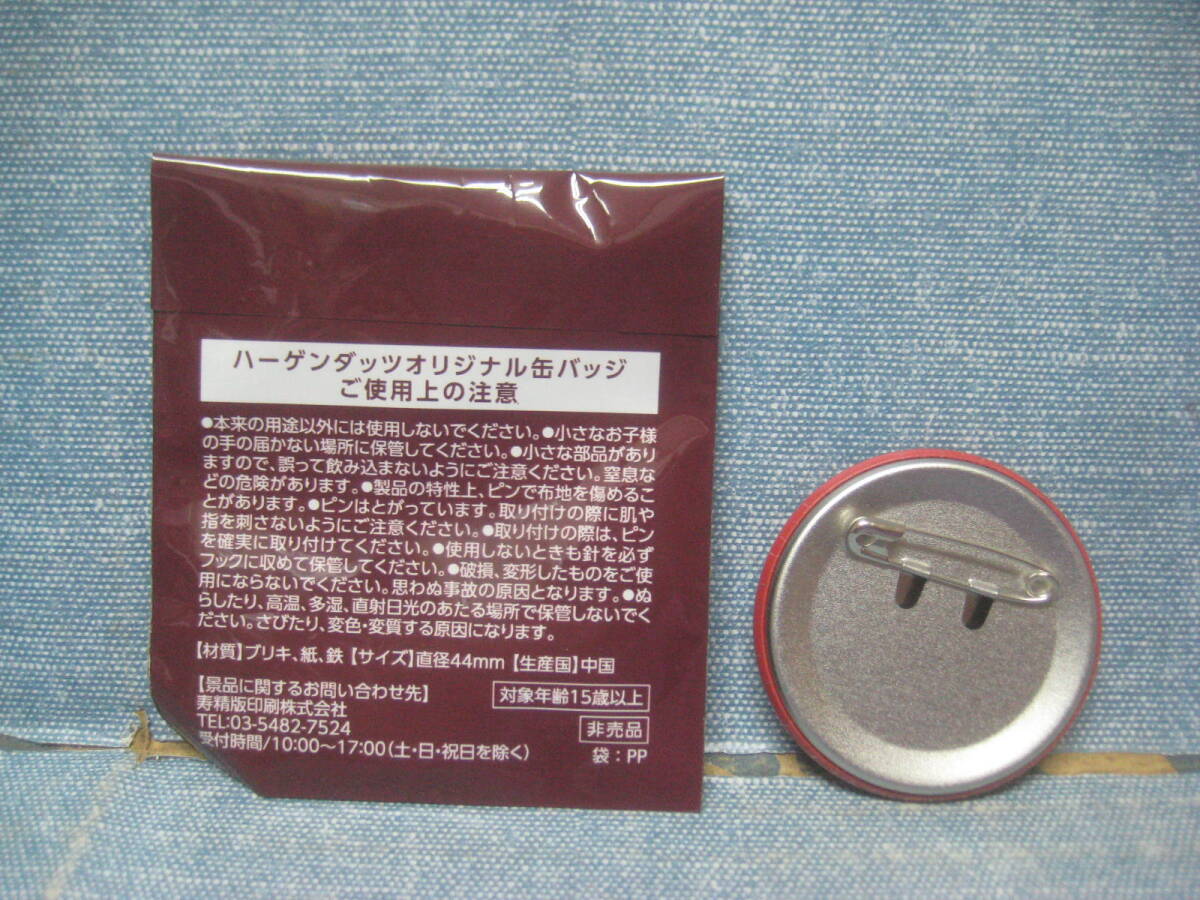 ハーゲンダッツオリジナル缶バッジ
ご使用上の注意
●本来の用途以外には使用しないでください。●小さなお子様
の手の届かない場所に保管してください。●小さな部品があり
ますので、誤って飲み込まないようにご注意ください。窒息な
どの危険があります。●製品の特性上、ピンで布地を傷めるこ
とがあります。●ピンはとがっています。取り付けの際に肌や
指を刺さないようにご注意ください。●取り付けの際は、ピン
を確実に取り付けてください。●使用しないときも針を必ず
フックに収めて保管してください。●破損、変形したものをご使
用にならないでください。思わぬ事故の原因となります。●ぬ
らしたり、高温、多湿、直射日光のあたる場所で保管しないでく
ださい。さびたり、変色・変質する原因になります。
【材質】ブリキ、紙、鉄【サイズ】直径44mm【生産国】中国
【景品に関するお問い合わせ先】
寿精版印刷株式会社
TEL:03-5482-7524
受付時間/10:00〜17:00(土・日・祝日を除く)
対象年齢15歳以上
非売品
袋：PP